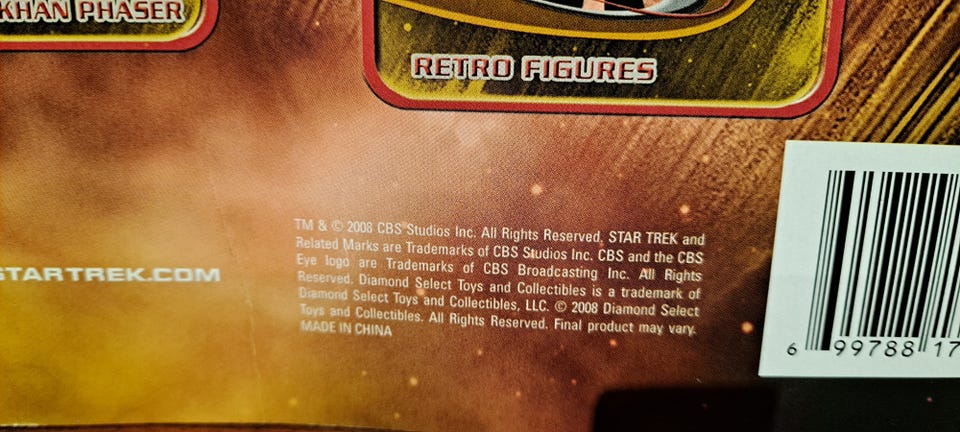 KHAN PHASER
RETRO FIGURES
TM & © 2008 CBS Studios Inc. All Rights Reserved. STAR TREK and
Related Marks are Trademarks of CBS Studios Inc. CBS and the CBS
Eye logo are Trademarks of CBS Broadcasting Inc. All Rights
Reserved. Diamond Select Toys and Collectibles is a trademark of
Diamond Select Toys and Collectibles, LLC. © 2008 Diamond Select
Toys and Collectibles. All Rights Reserved. Final product may vary.
MADE IN CHINA
STARTREK.COM
6 99788 17